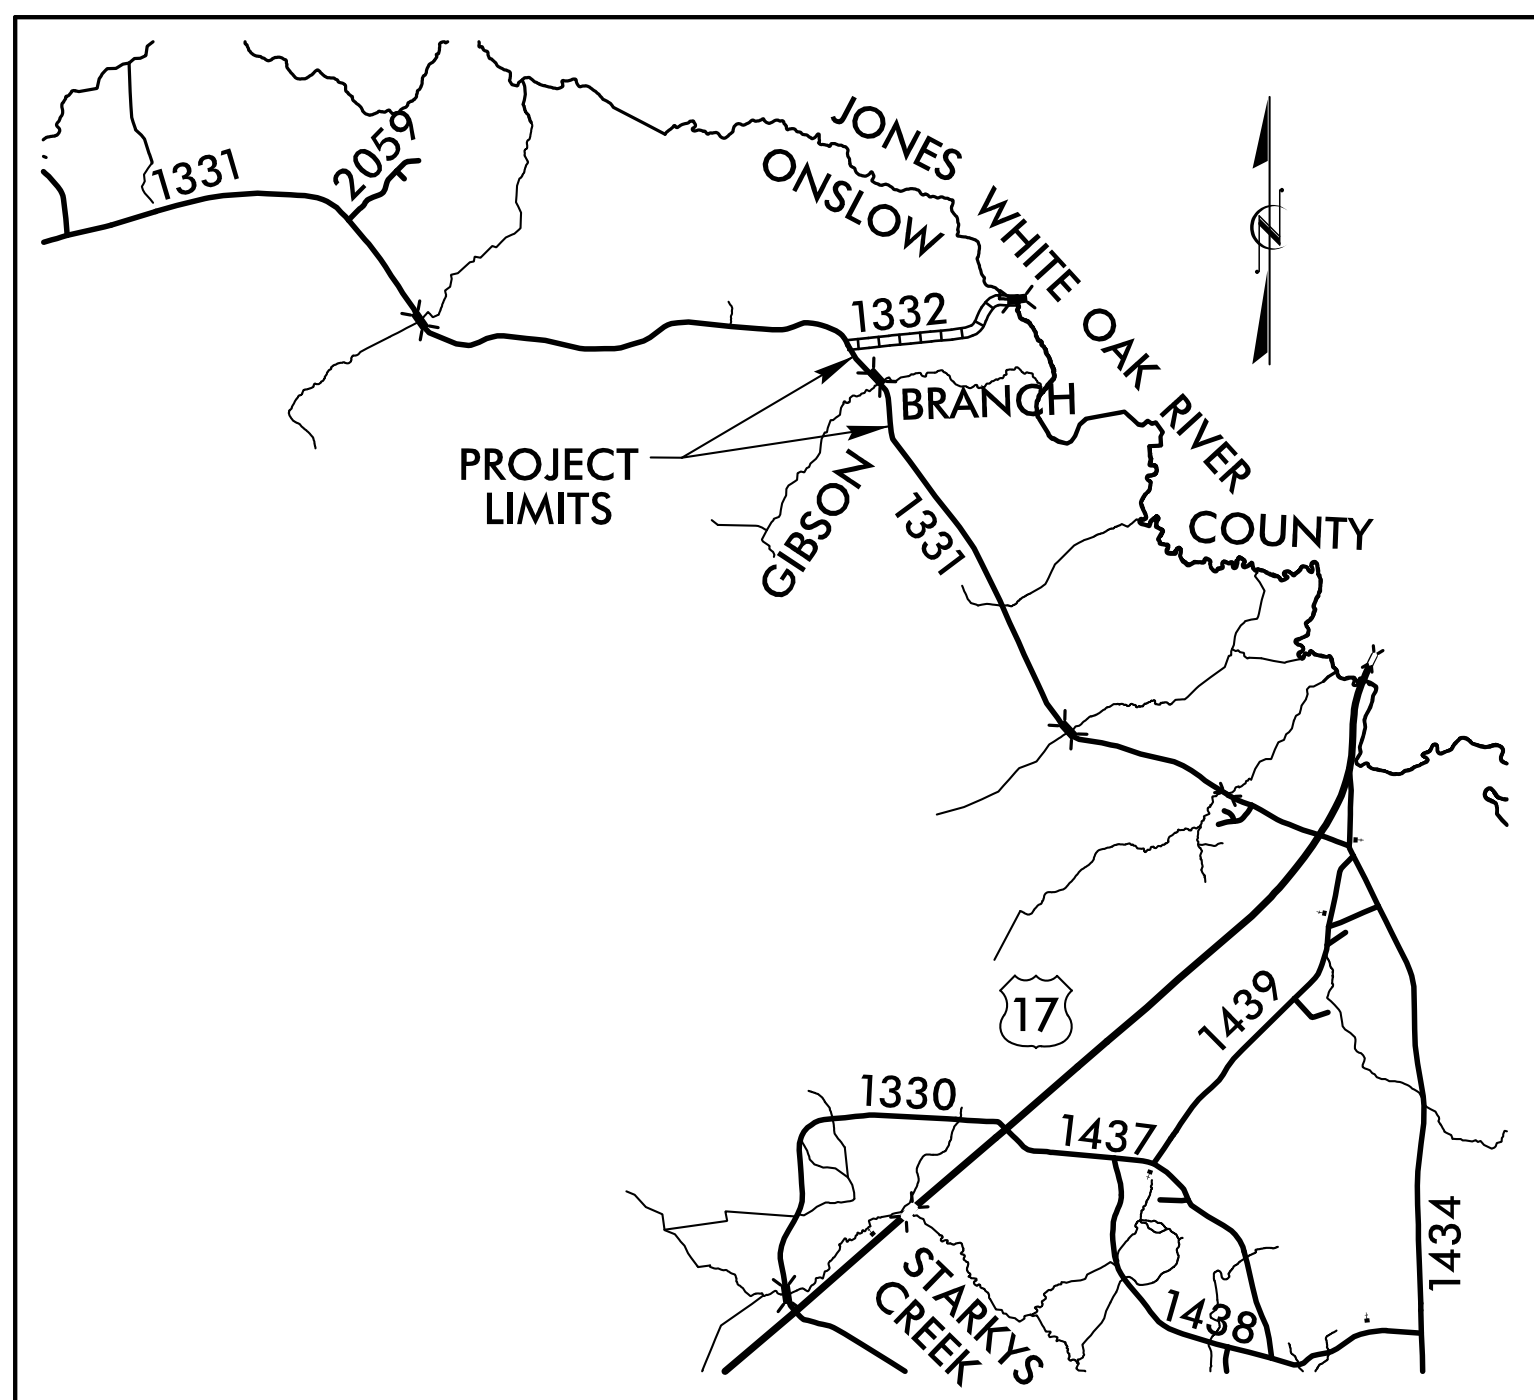 JONES WHITE OAK RIVER
ONSLOW
COUNTY
1331
2059
1332
BRANCH
PROJECT
LIMITS
GIBSON
1331
N
17
1439
1330
1437
1434
STARKYS
CREEK
1438